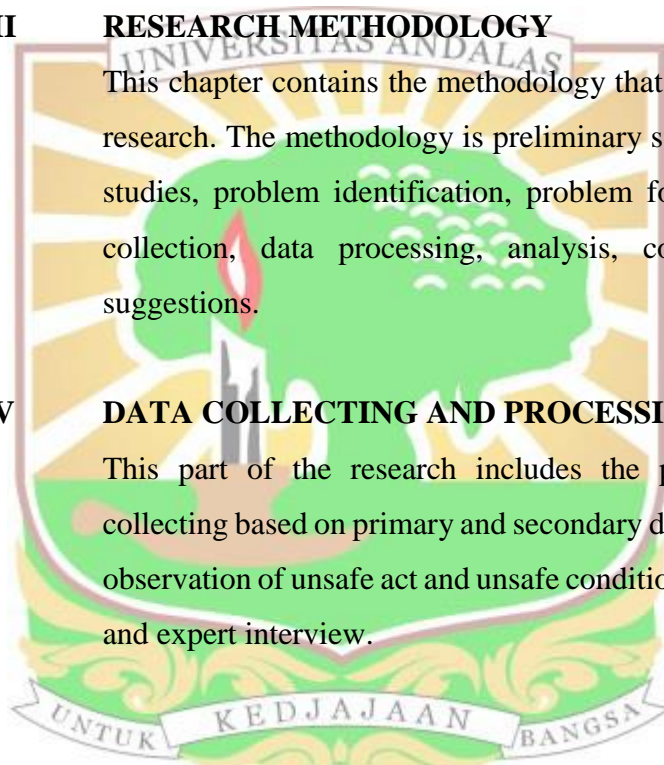 II RESEARCH METHODOLOGY
UNIVERSITAS ANDALAS
This chapter contains the methodology that
research. The methodology is preliminary s
studies, problem identification, problem fo
collection, data processing, analysis, co
suggestions.
V DATA COLLECTING AND PROCESSI
This part of the research includes the p
collecting based on primary and secondary d
observation of unsafe act and unsafe conditio
and expert interview.
UNTUK KEDJAJAAN BANGSA